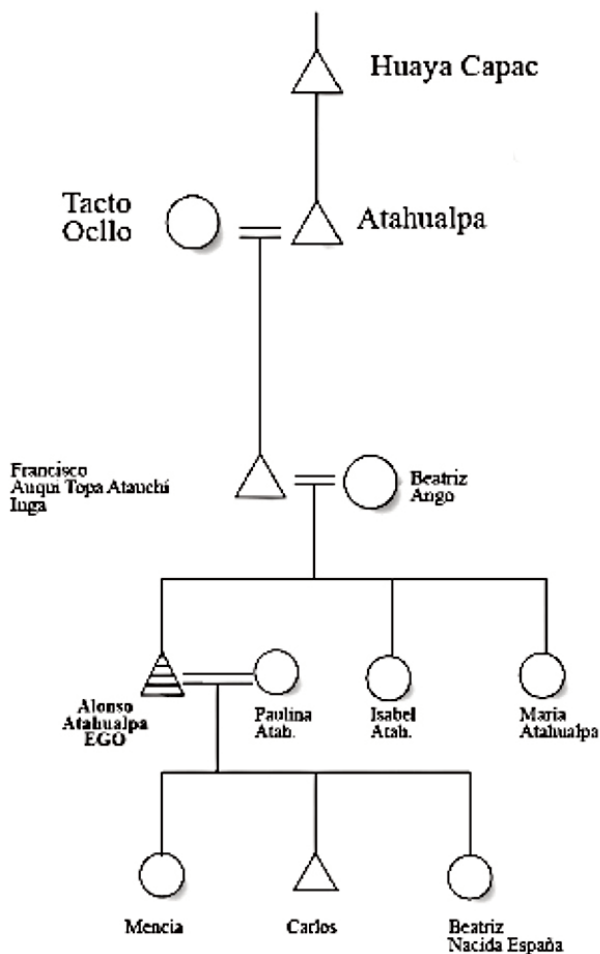 Huaya Capac
Tacto
Ocllo
Atahualpa
Francisco
Auqui Topa Atauchi
Inga
Beatriz
Ango
Alonso
Atahualpa
EGO
Paulina
Atah.
Isabel
Atah.
Maria
Atahualpa
Mencia
Carlos
Beatriz
Nacida España